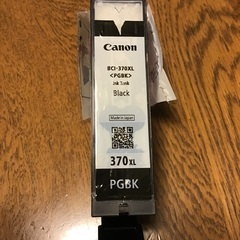 Canon
BCI-370XL
<PGBK>
Ink Tank
Black
Made in Japan
370XL
PGBK